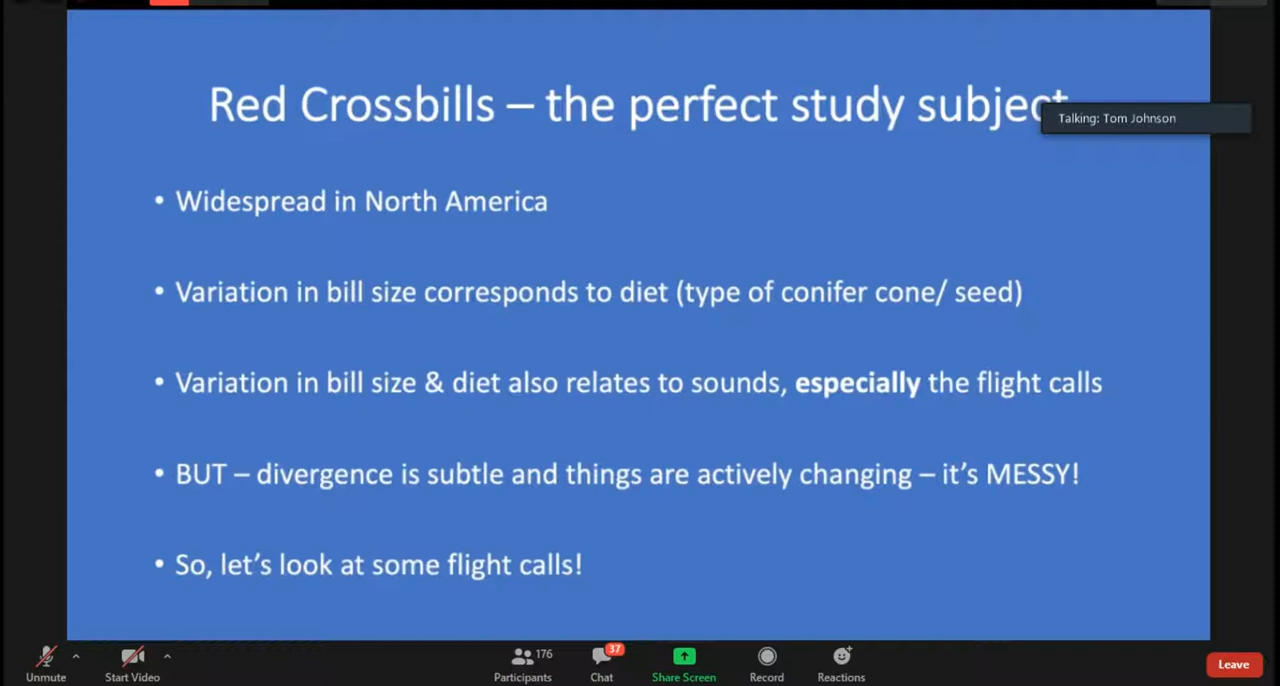 Red Crossbills – the perfect study subject
Talking: Tom Johnson
• Widespread in North America
• Variation in bill size corresponds to diet (type of conifer cone/ seed)
• Variation in bill size & diet also relates to sounds, especially the flight calls
• BUT – divergence is subtle and things are actively changing – it's MESSY!
• So, let's look at some flight calls!
176
37
Unmute
Start Video
Participants
Chat
Share Screen
Record
Reactions
Leave